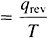 = q_rev / T